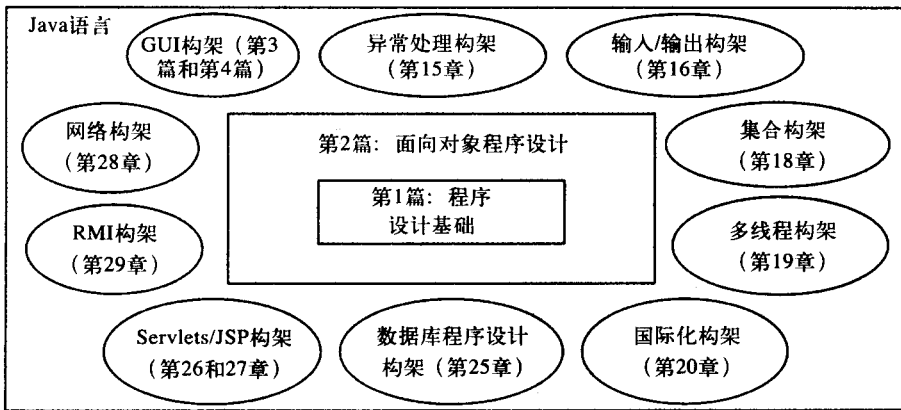 Java语言
GUI构架（第3
篇和第4篇）
异常处理构架
（第15章）
输入/输出构架
（第16章）
网络构架
（第28章）
第2篇：面向对象程序设计
集合构架
（第18章）
第1篇：程序
设计基础
RMI构架
（第29章）
多线程构架
（第19章）
Servlets/JSP构架
（第26和27章）
数据库程序设计
构架（第25章）
国际化构架
（第20章）